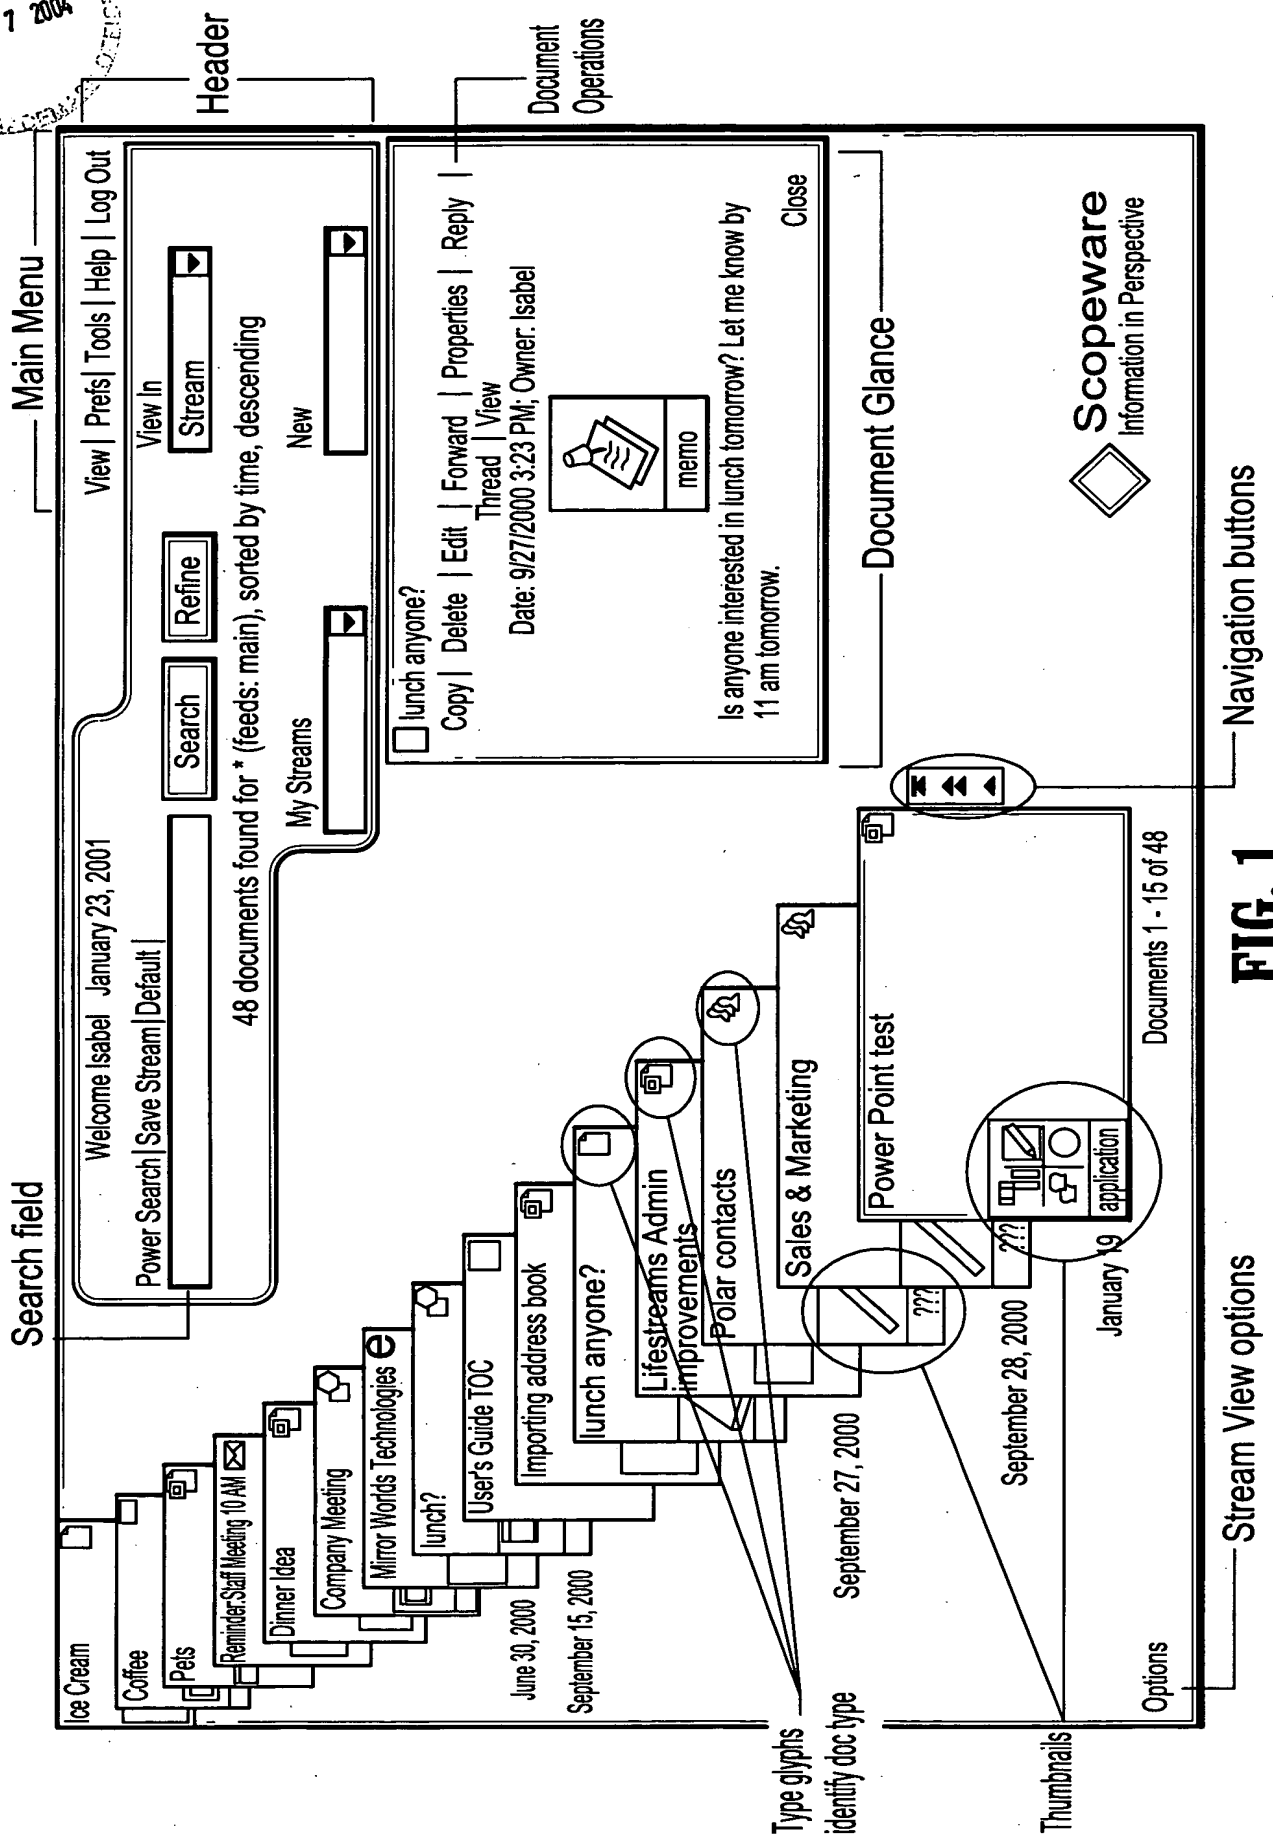 7 2004
Search field
Main Menu
Header
Welcome Isabel January 23, 2001
View | Prefs | Tools | Help | Log Out
Power Search | Save Stream | Default |
View In
Search
Refine
Stream
48 documents found for * (feeds: main), sorted by time, descending
My Streams
New
Ice Cream
Coffee
Pets
Reminder:Staff Meeting 10 AM
Dinner Idea
Company Meeting
Mirror Worlds Technologies
e
lunch?
User's Guide TOC
Importing address book
lunch anyone?
Lifestreams Admin
improvements
Polar contacts
Sales & Marketing
Power Point test
lunch anyone?
Copy | Delete | Edit | Forward | Properties | Reply |
Thread | View
Date: 9/27/2000 3:23 PM; Owner: Isabel
memo
Is anyone interested in lunch tomorrow? Let me know by
11 am tomorrow.
Close
Document
Operations
Document Glance
June 30, 2000
September 15, 2000
September 27, 2000
September 28, 2000
January 19
???
???
application
Documents 1 - 15 of 48
Scopeware
Information in Perspective
Type glyphs
identify doc type
Thumbnails
Options
Stream View options
Navigation buttons
FIG. 1